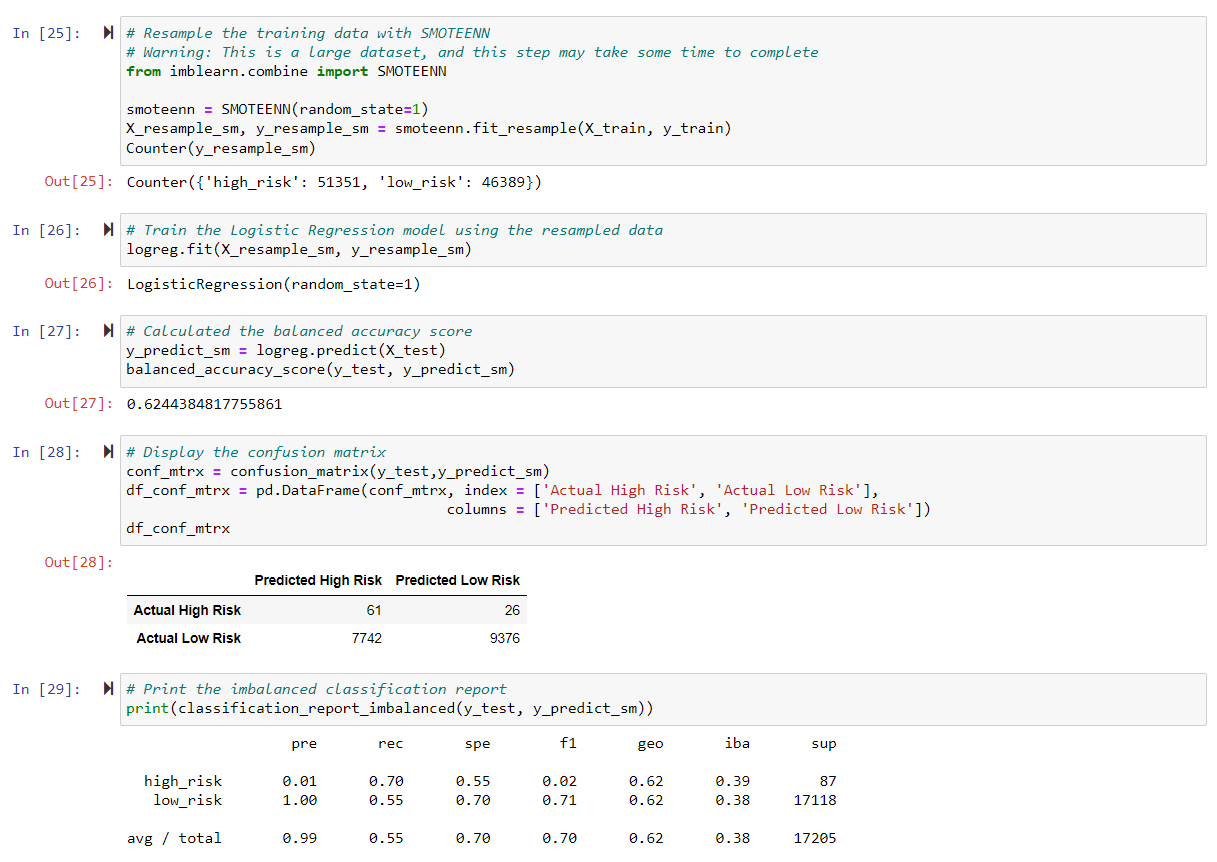 In [25]:
# Resample the training data with SMOTEENN
# Warning: This is a large dataset, and this step may take some time to complete
from imblearn.combine import SMOTEENN
smoteenn = SMOTEENN(random_state=1)
X_resample_sm, y_resample_sm = smoteenn.fit_resample(X_train, y_train)
Counter(y_resample_sm)
Out[25]: Counter({'high_risk': 51351, 'low_risk': 46389})
In [26]:
# Train the Logistic Regression model using the resampled data
logreg.fit(X_resample_sm, y_resample_sm)
Out[26]: LogisticRegression(random_state=1)
In [27]:
# Calculated the balanced accuracy score
y_predict_sm = logreg.predict(X_test)
balanced_accuracy_score(y_test, y_predict_sm)
Out[27]: 0.6244384817755861
In [28]:
# Display the confusion matrix
conf_mtrx = confusion_matrix(y_test,y_predict_sm)
df_conf_mtrx = pd.DataFrame(conf_mtrx, index = ['Actual High Risk', 'Actual Low Risk'],
columns = ['Predicted High Risk', 'Predicted Low Risk'])
df_conf_mtrx
Out[28]:
Predicted High Risk Predicted Low Risk
Actual High Risk 61 26
Actual Low Risk 7742 9376
In [29]:
# Print the imbalanced classification report
print(classification_report_imbalanced(y_test, y_predict_sm))
pre rec spe f1 geo iba sup
high_risk 0.01 0.70 0.55 0.02 0.62 0.39 87
low_risk 1.00 0.55 0.70 0.71 0.62 0.38 17118
avg / total 0.99 0.55 0.70 0.70 0.62 0.38 17205